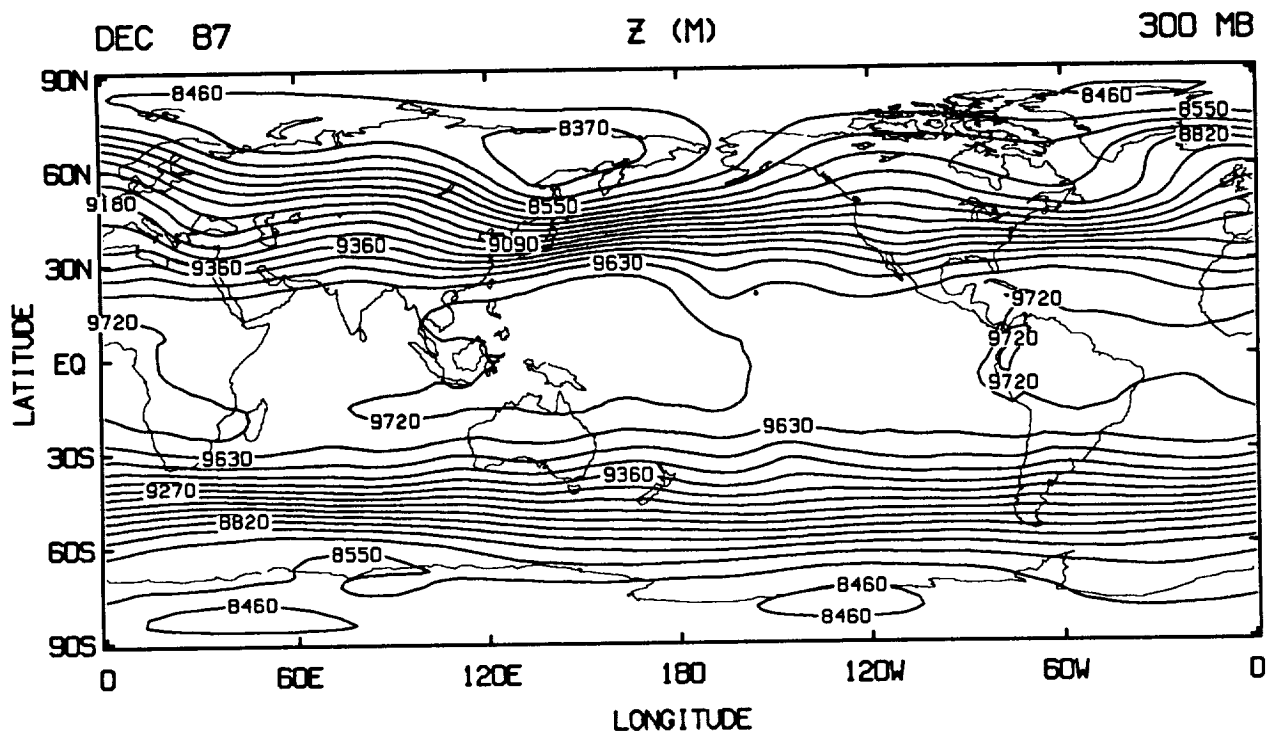 DEC 87 Z (M) 300 MB
90N
8460 8460
8550
8370 8820
60N
9180 8550
9090
9360
9360 9630
30N
9720
9720 9720
EQ
9720
9720
9630
30S 9630
9360
9270
8820
60S 8550
8460 8460
8460
90S
0 60E 120E 180 120W 60W 0
LATITUDE
LONGITUDE